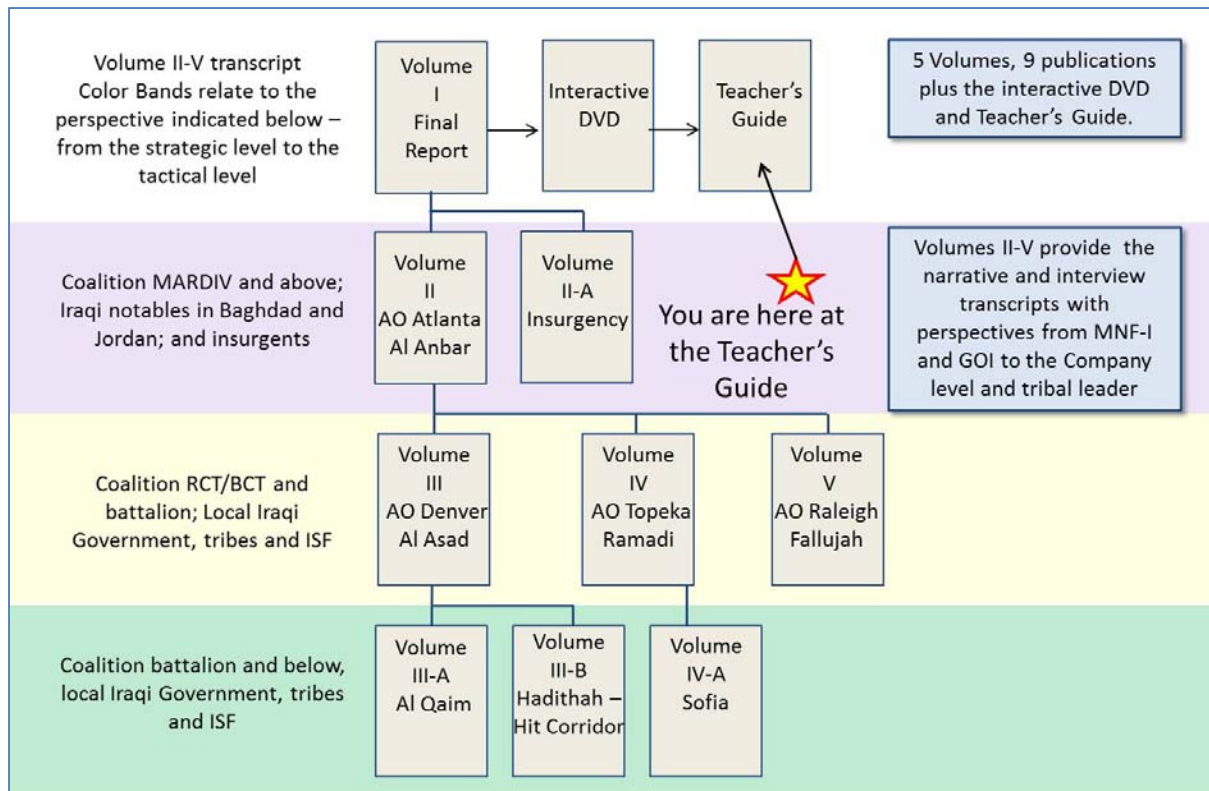 Volume II-V transcript
Color Bands relate to the
perspective indicated below –
from the strategic level to the
tactical level
Volume
I
Final
Report
Interactive
DVD
Teacher's
Guide
5 Volumes, 9 publications
plus the interactive DVD
and Teacher's Guide.
Coalition MARDIV and above;
Iraqi notables in Baghdad and
Jordan; and insurgents
Volume
II
AO Atlanta
Al Anbar
Volume
II-A
Insurgency
You are here at
the Teacher's
Guide
Volumes II-V provide the
narrative and interview
transcripts with
perspectives from MNF-I
and GOI to the Company
level and tribal leader
Coalition RCT/BCT and
battalion; Local Iraqi
Government, tribes and ISF
Volume
III
AO Denver
Al Asad
Volume
IV
AO Topeka
Ramadi
Volume
V
AO Raleigh
Fallujah
Coalition battalion and below,
local Iraqi Government, tribes
and ISF
Volume
III-A
Al Qaim
Volume
III-B
Hadithah –
Hit Corridor
Volume
IV-A
Sofia